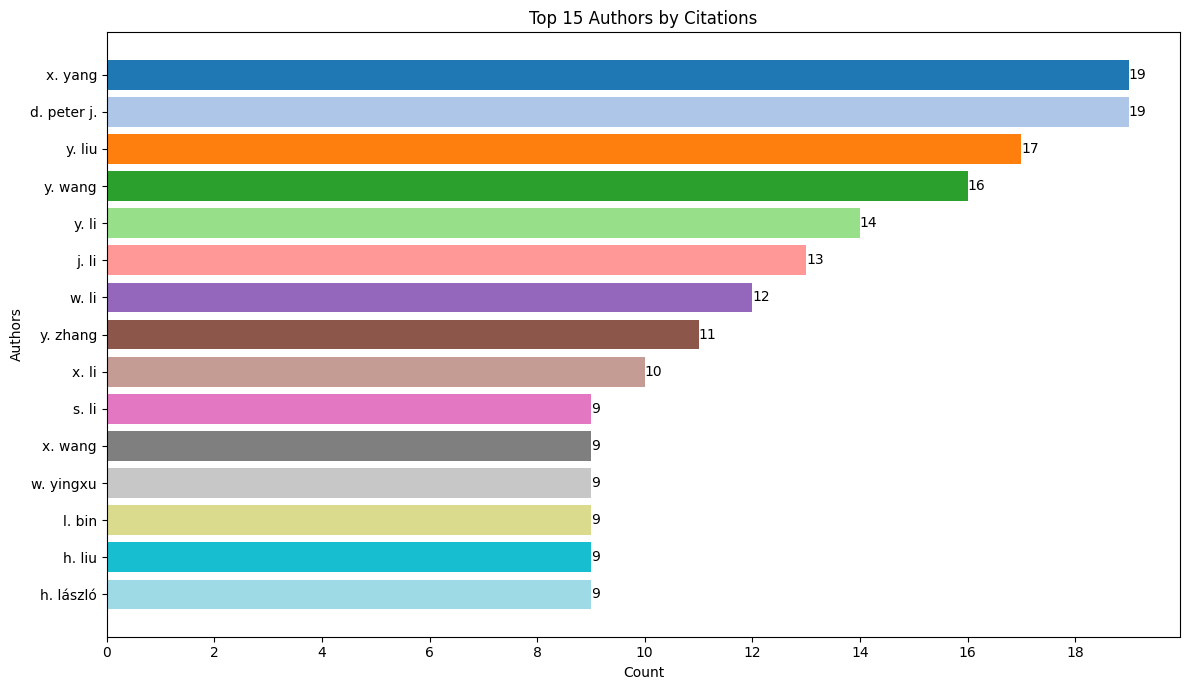 Top 15 Authors by Citations
Authors
x. yang 19
d. peter j. 19
y. liu 17
y. wang 16
y. li 14
j. li 13
w. li 12
y. zhang 11
x. li 10
s. li 9
x. wang 9
w. yingxu 9
l. bin 9
h. liu 9
h. lászló 9
0 2 4 6 8 10 12 14 16 18
Count